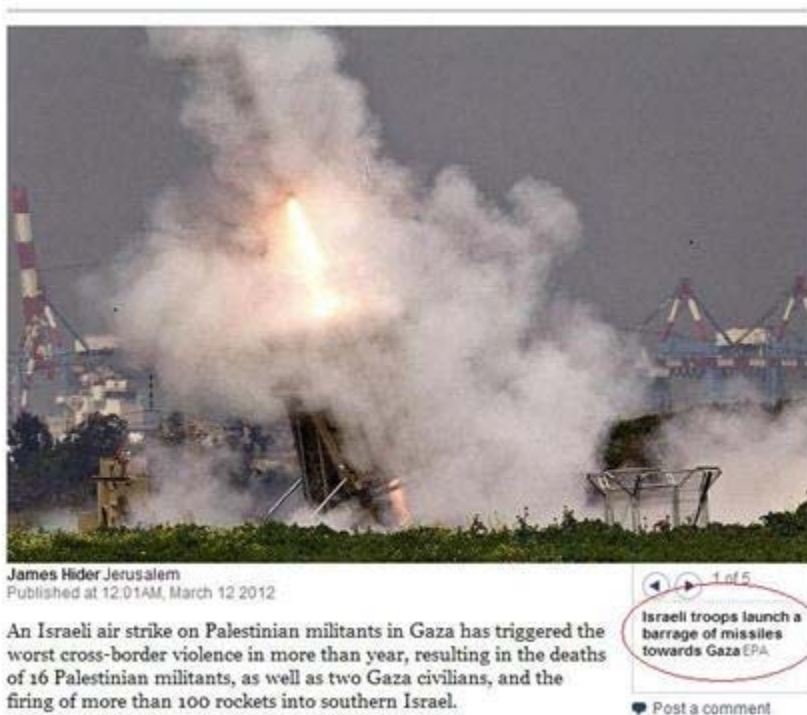 James Hider Jerusalem
Published at 12:01AM, March 12 2012
An Israeli air strike on Palestinian militants in Gaza has triggered the
worst cross-border violence in more than year, resulting in the deaths
of 16 Palestinian militants, as well as two Gaza civilians, and the
firing of more than 100 rockets into southern Israel.
1 of 5
Israeli troops launch a
barrage of missiles
towards Gaza EPA
Post a comment